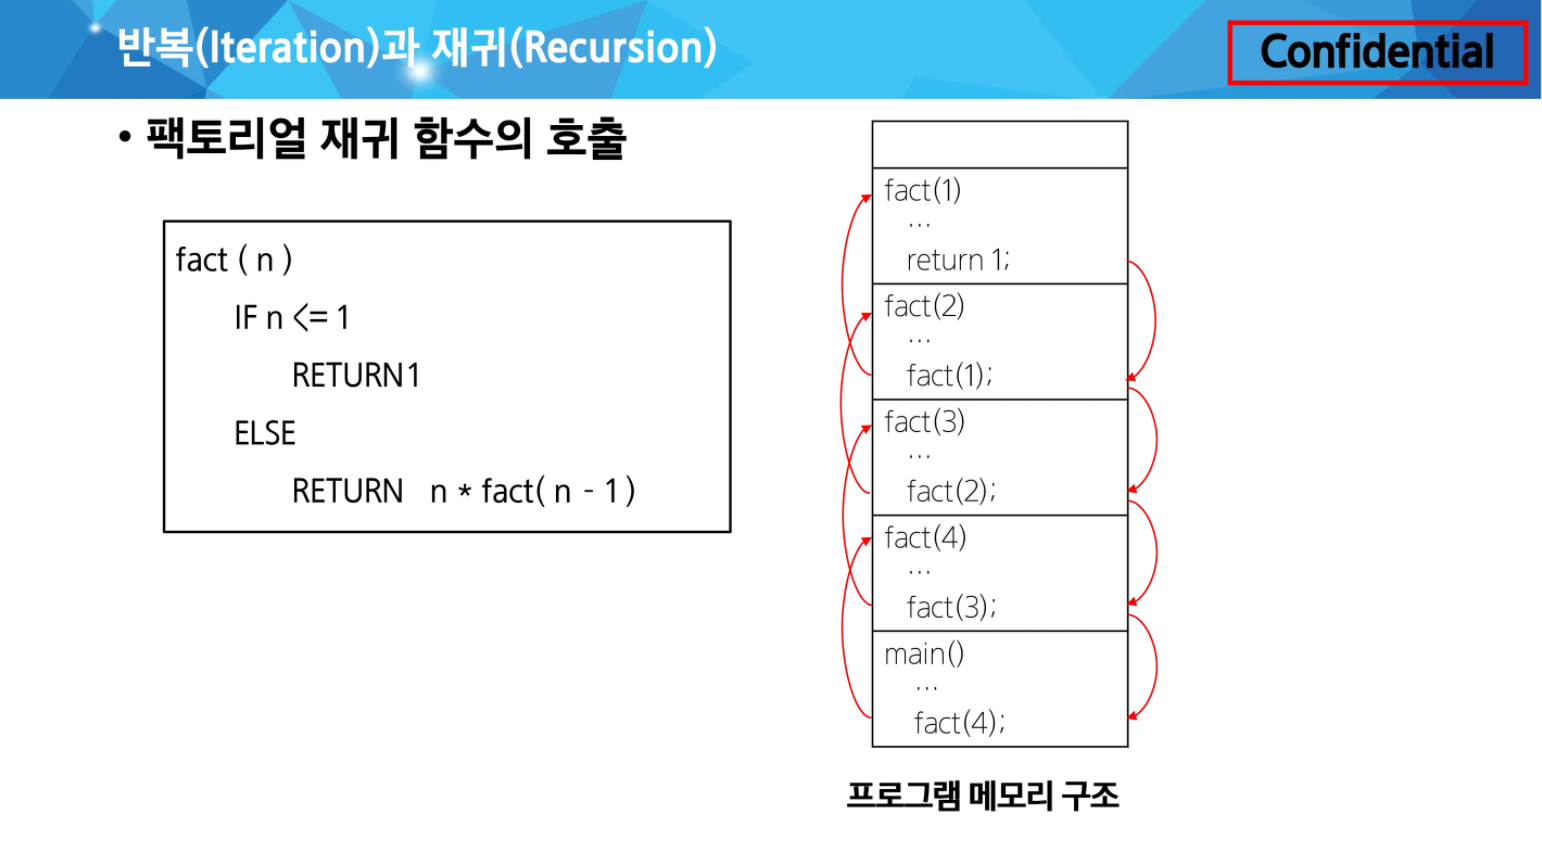 반복(Iteration)과 재귀(Recursion)
Confidential
• 팩토리얼 재귀 함수의 호출
fact ( n )
IF n <= 1
RETURN 1
ELSE
RETURN n * fact( n - 1 )
fact(1)
...
return 1;
fact(2)
...
fact(1);
fact(3)
...
fact(2);
fact(4)
...
fact(3);
main()
...
fact(4);
프로그램 메모리 구조